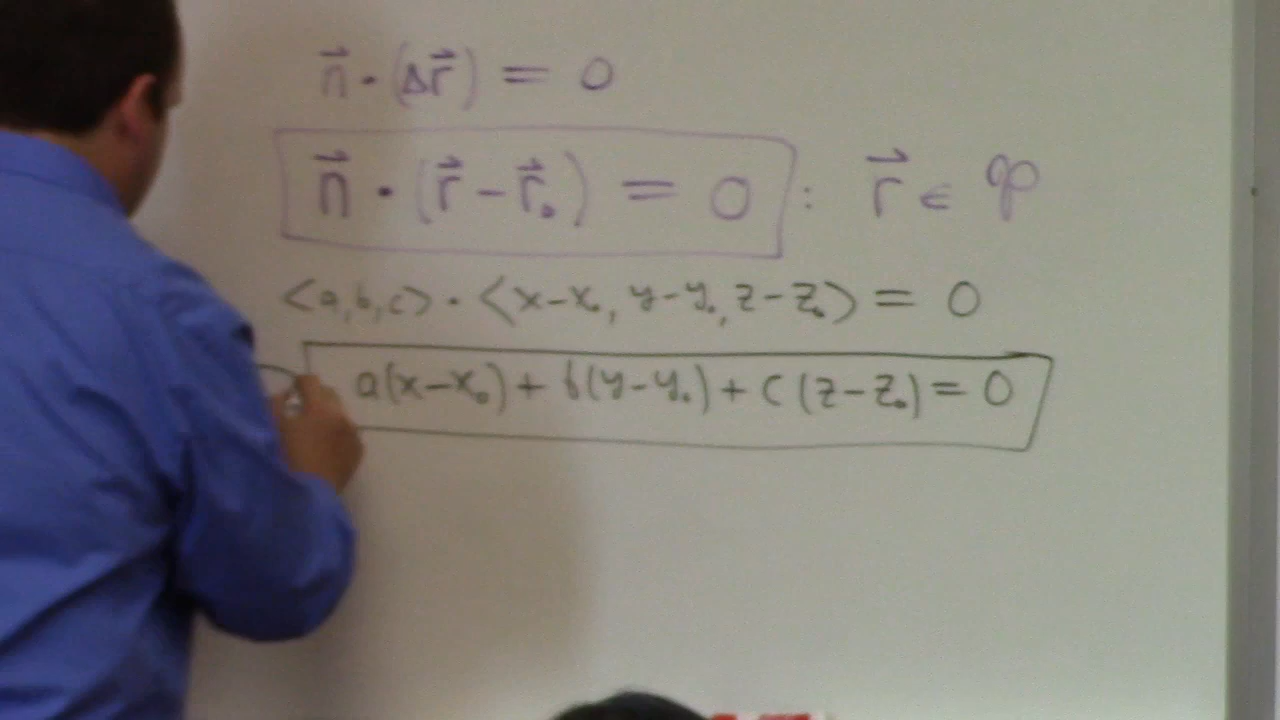 n⃗ · (Δr⃗) = 0
n⃗ · (r⃗ − r⃗₀) = 0 : r⃗ ∈ 𝒫
<a,b,c> · <x−x₀, y−y₀, z−z₀> = 0
a(x−x₀) + b(y−y₀) + c(z−z₀) = 0